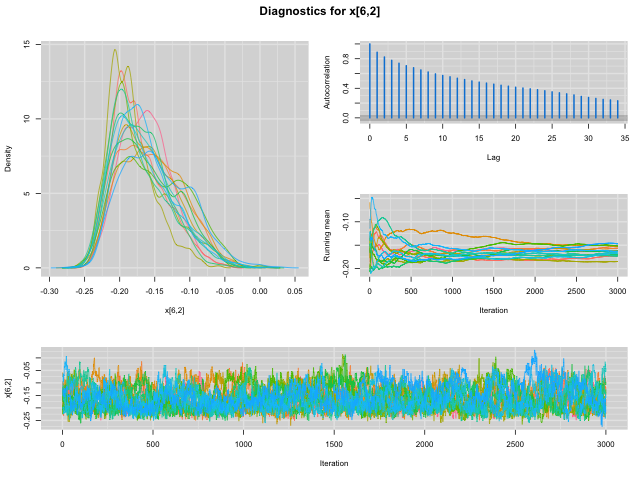 Diagnostics for x[6,2]
15
10
5
0
Density
-0.30 -0.25 -0.20 -0.15 -0.10 -0.05 0.00 0.05
x[6,2]
0.8
0.4
0.0
Autocorrelation
0 5 10 15 20 25 30 35
Lag
-0.10
-0.20
Running mean
0 500 1000 1500 2000 2500 3000
Iteration
-0.05
-0.15
-0.25
x[6,2]
0 500 1000 1500 2000 2500 3000
Iteration